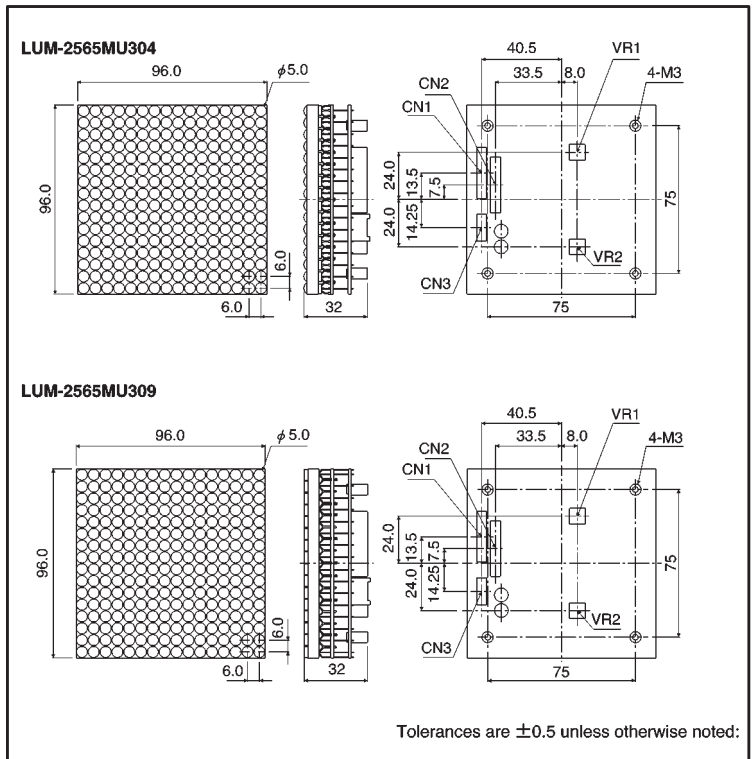 LUM-2565MU304
96.0
φ5.0
96.0
6.0
6.0
32
40.5
33.5
8.0
VR1
4-M3
CN2
CN1
24.0
13.5
7.5
14.25
24.0
CN3
VR2
75
75
LUM-2565MU309
96.0
φ5.0
96.0
6.0
6.0
32
40.5
33.5
8.0
VR1
4-M3
CN2
CN1
24.0
13.5
7.5
14.25
24.0
CN3
VR2
75
75
Tolerances are ±0.5 unless otherwise noted: